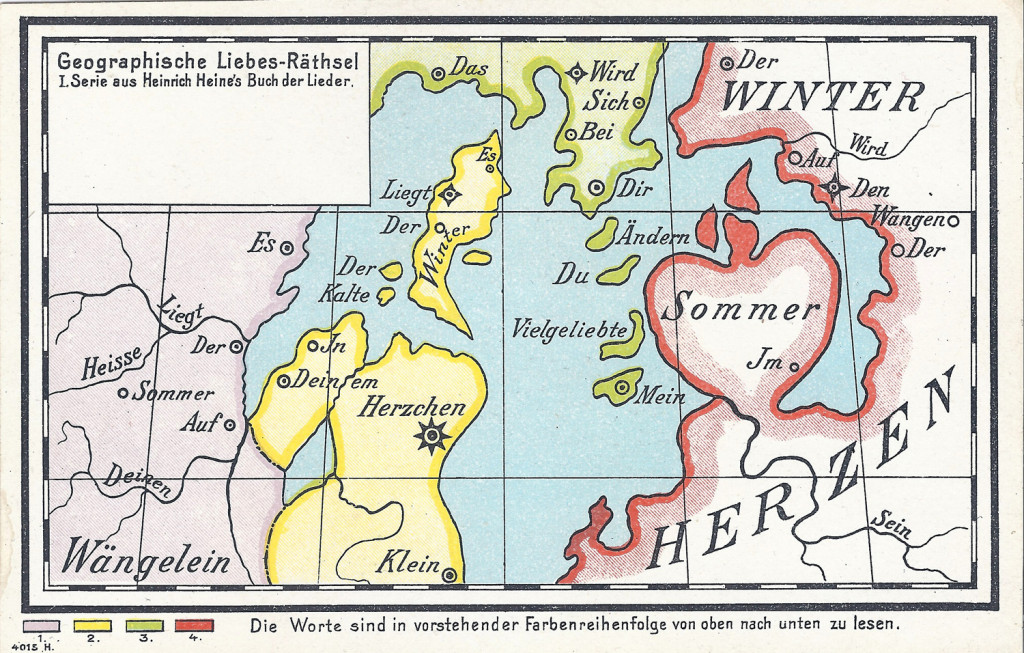 Geographische Liebes-Räthsel
I. Serie aus Heinrich Heine's Buch der Lieder.
Es
Liegt
Der
Heisse
Sommer
Auf
Deinen
Wängelein
Es
Liegt
Der
Winter
Der
Kalte
Jn
Deinem
Herzchen
Klein
Das
Wird
Sich
Bei
Dir
Ändern
Du
Vielgeliebte
Mein
Der
WINTER
Wird
Auf
Den
Wangen
Der
Sommer
Jm
HERZEN
Sein
1. 2. 3. 4.
Die Worte sind in vorstehender Farbenreihenfolge von oben nach unten zu lesen.
4013 H.